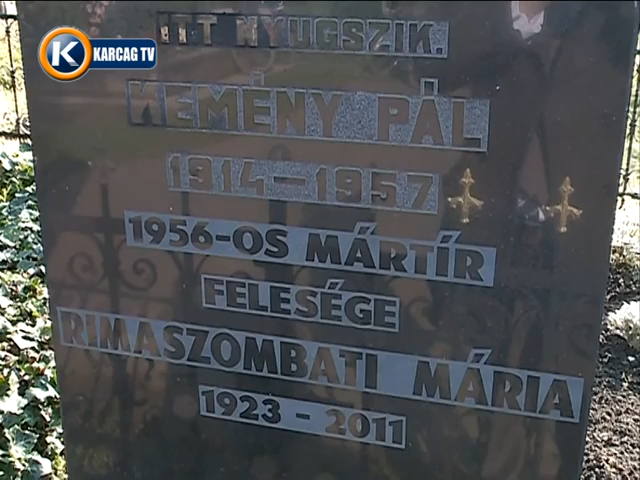 KARCAG TV
ITT NYUGSZIK.
KEMÉNY PÁL
1914-1957
1956-OS MÁRTÍR
FELESÉGE
RIMASZOMBATI MÁRIA
1923 - 2011